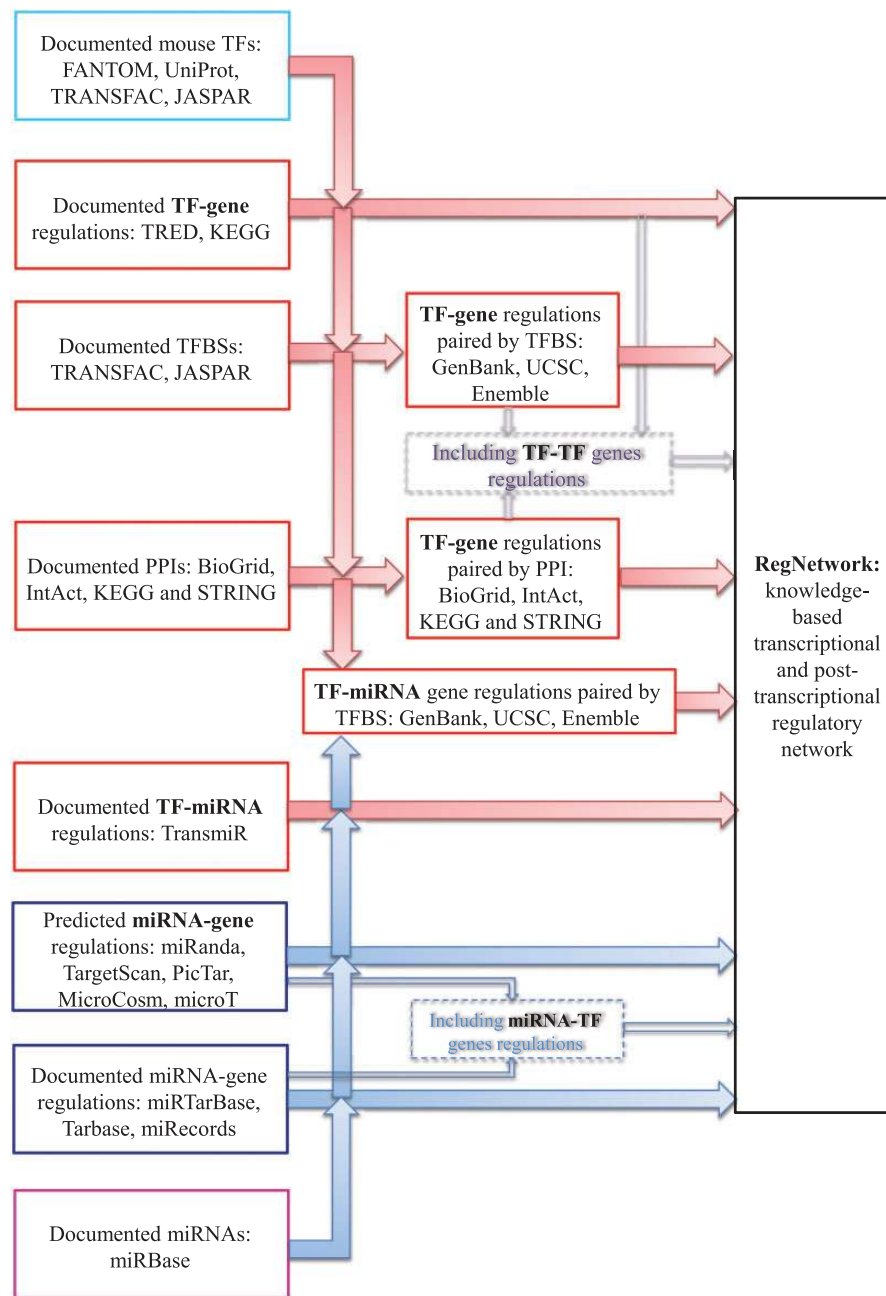 Documented mouse TFs:
FANTOM, UniProt,
TRANSFAC, JASPAR
Documented TF-gene
regulations: TRED, KEGG
Documented TFBSs:
TRANSFAC, JASPAR
TF-gene regulations
paired by TFBS:
GenBank, UCSC,
Enemble
Including TF-TF genes
regulations
Documented PPIs: BioGrid,
IntAct, KEGG and STRING
TF-gene regulations
paired by PPI:
BioGrid, IntAct,
KEGG and STRING
RegNetwork:
knowledge-
based
transcriptional
and post-
transcriptional
regulatory
network
TF-miRNA gene regulations paired by
TFBS: GenBank, UCSC, Enemble
Documented TF-miRNA
regulations: TransmiR
Predicted miRNA-gene
regulations: miRanda,
TargetScan, PicTar,
MicroCosm, microT
Including miRNA-TF
genes regulations
Documented miRNA-gene
regulations: miRTarBase,
Tarbase, miRecords
Documented miRNAs:
miRBase